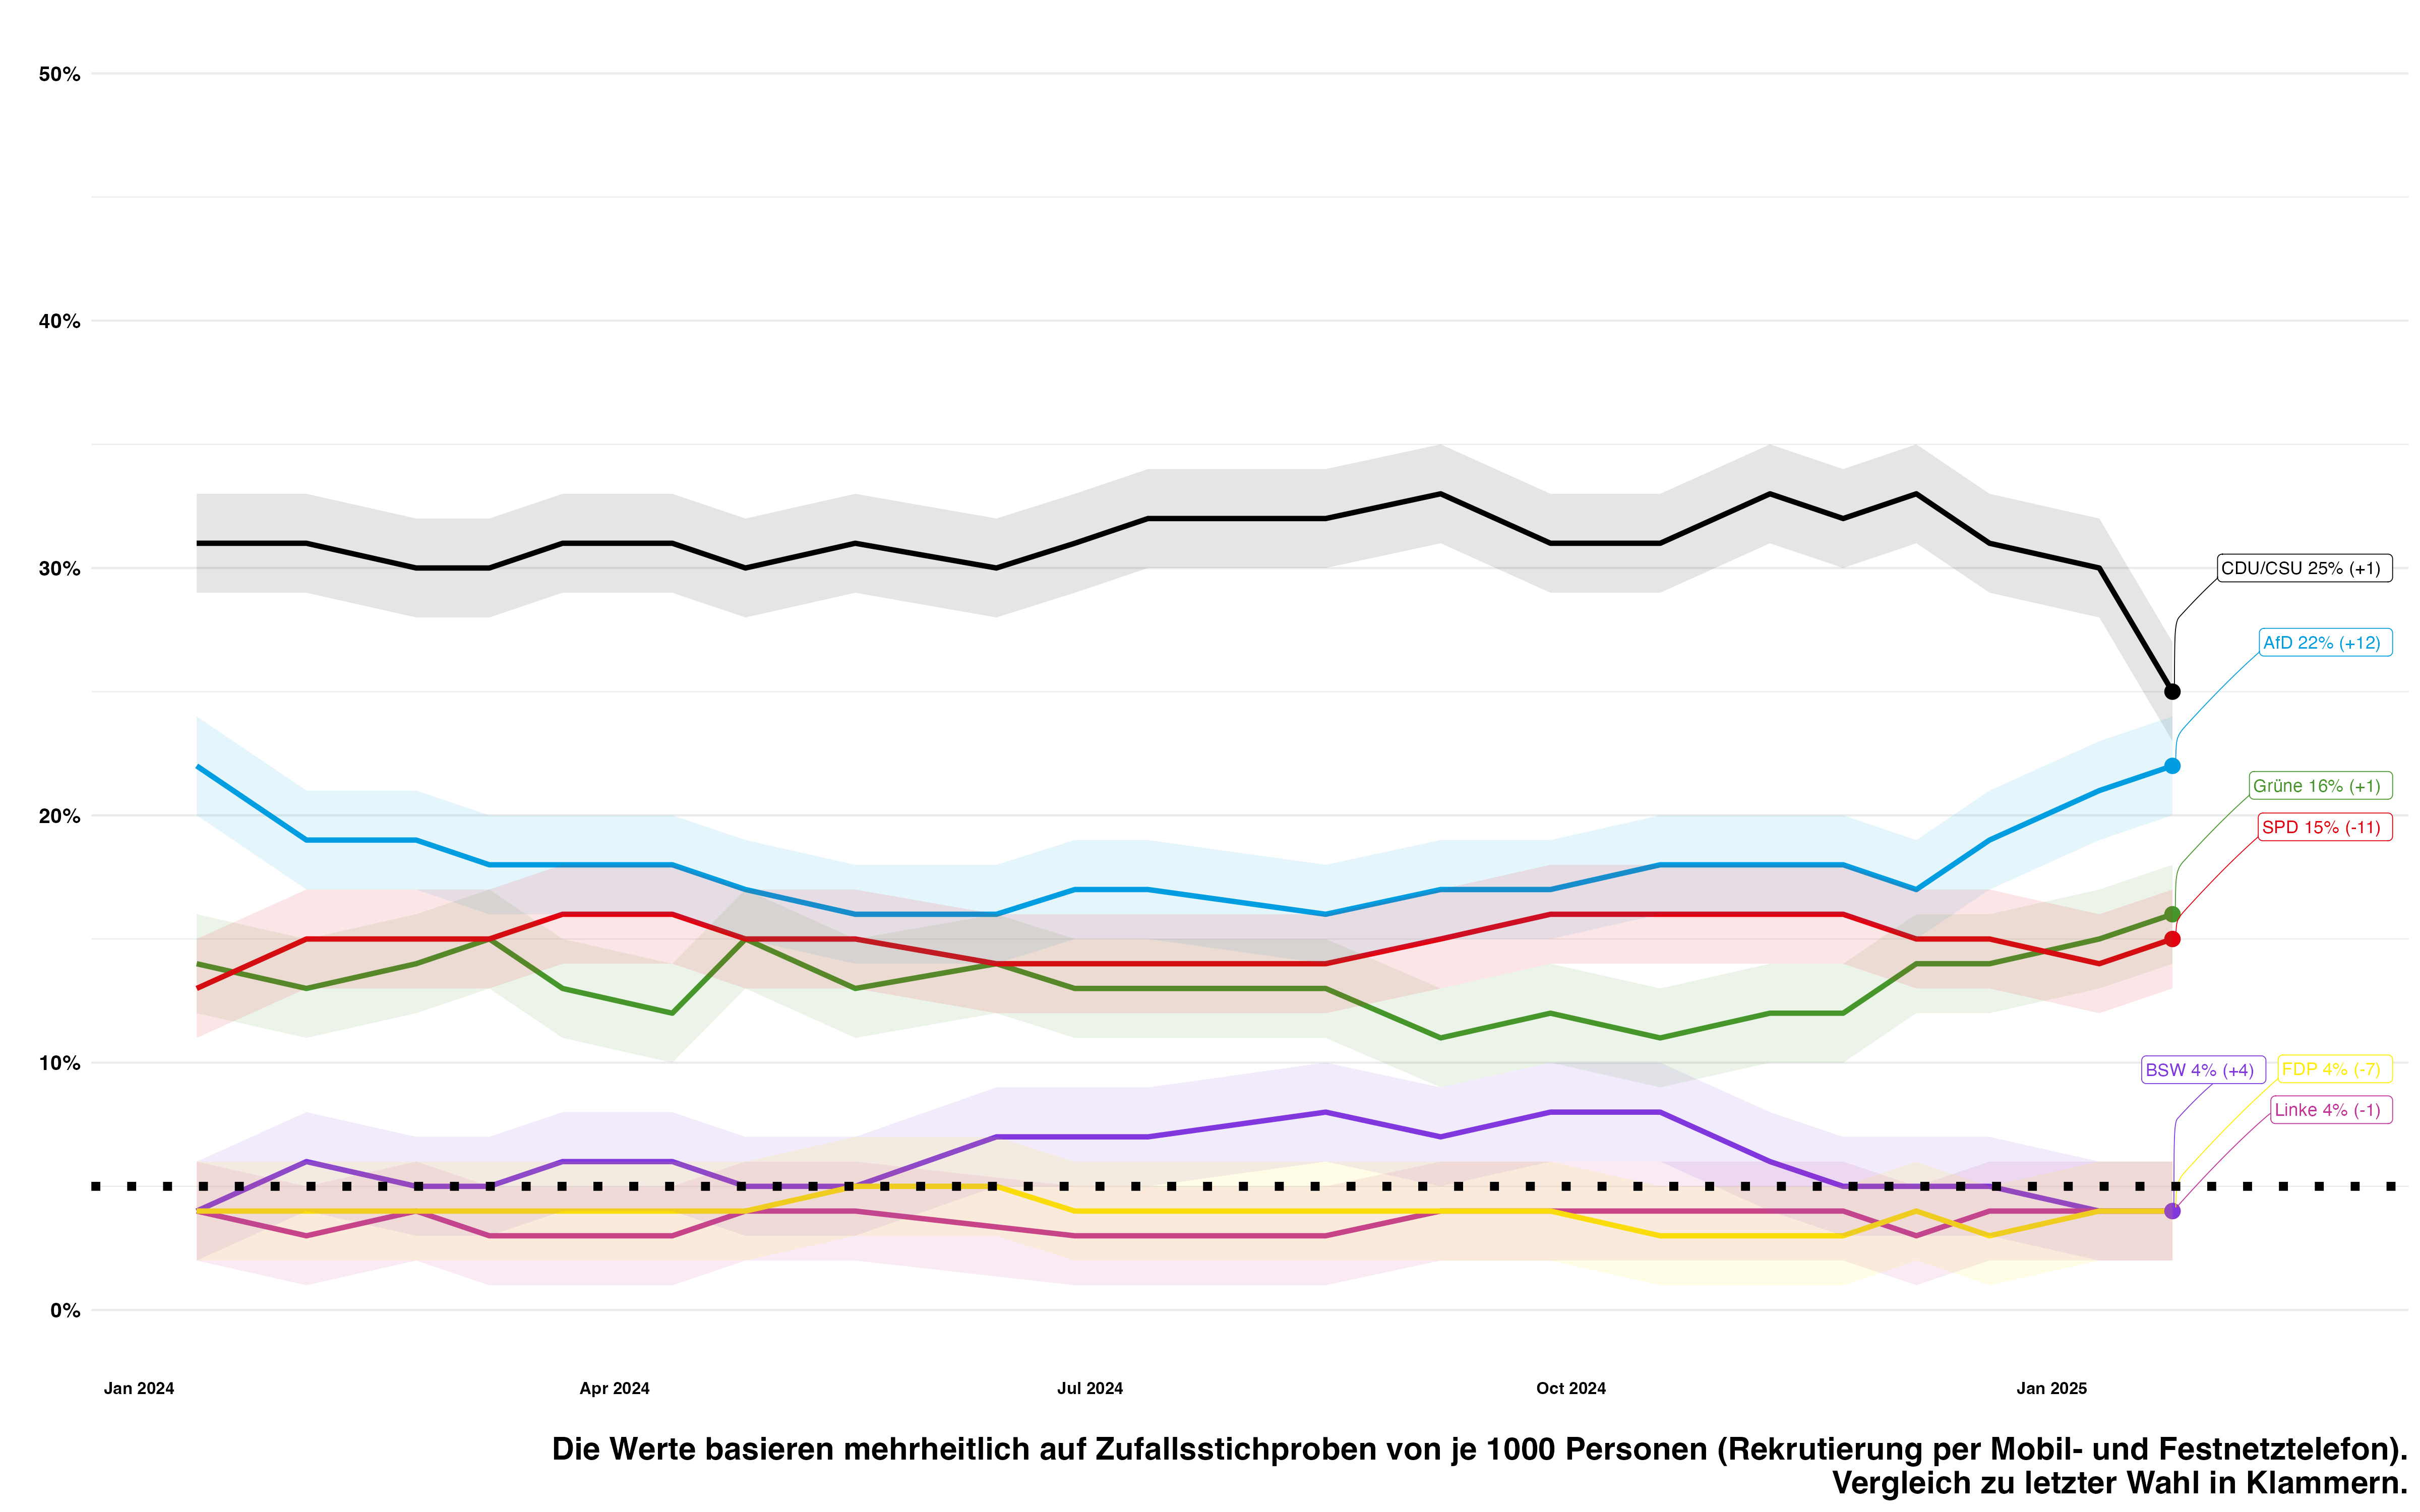 50%
40%
30%
20%
10%
0%
CDU/CSU 25% (+1)
AfD 22% (+12)
Grüne 16% (+1)
SPD 15% (-11)
BSW 4% (+4)
FDP 4% (-7)
Linke 4% (-1)
Jan 2024
Apr 2024
Jul 2024
Oct 2024
Jan 2025
Die Werte basieren mehrheitlich auf Zufallsstichproben von je 1000 Personen (Rekrutierung per Mobil- und Festnetztelefon).
Vergleich zu letzter Wahl in Klammern.